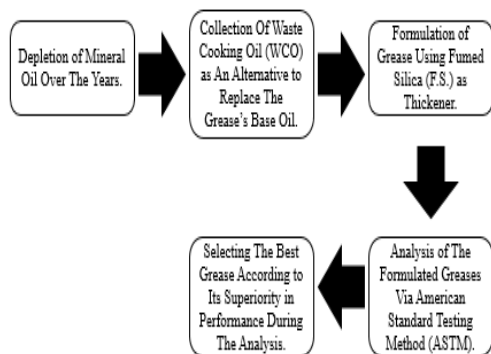 Depletion of Mineral
Oil Over The Years.
Collection Of Waste
Cooking Oil (WCO)
as An Alternative to
Replace The
Grease's Base Oil.
Formulation of
Grease Using Fumed
Silica (F.S.) as
Thickener.
Analysis of The
Formulated Greases
Via American
Standard Testing
Method (ASTM).
Selecting The Best
Grease According to
Its Superiority in
Performance During
The Analysis.